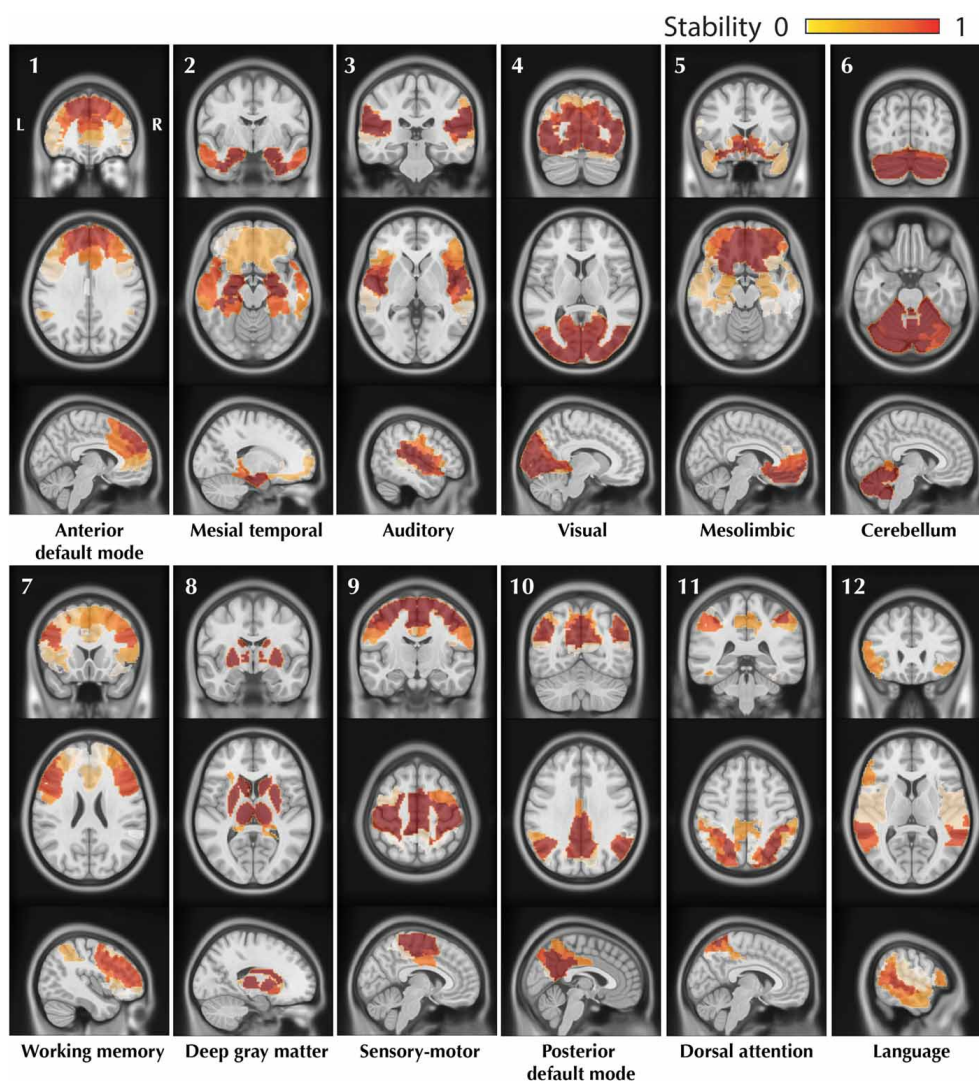 Stability 0 1
1 2 3 4 5 6
L R
Anterior
default mode
Mesial temporal
Auditory
Visual
Mesolimbic
Cerebellum
7 8 9 10 11 12
Working memory
Deep gray matter
Sensory-motor
Posterior
default mode
Dorsal attention
Language